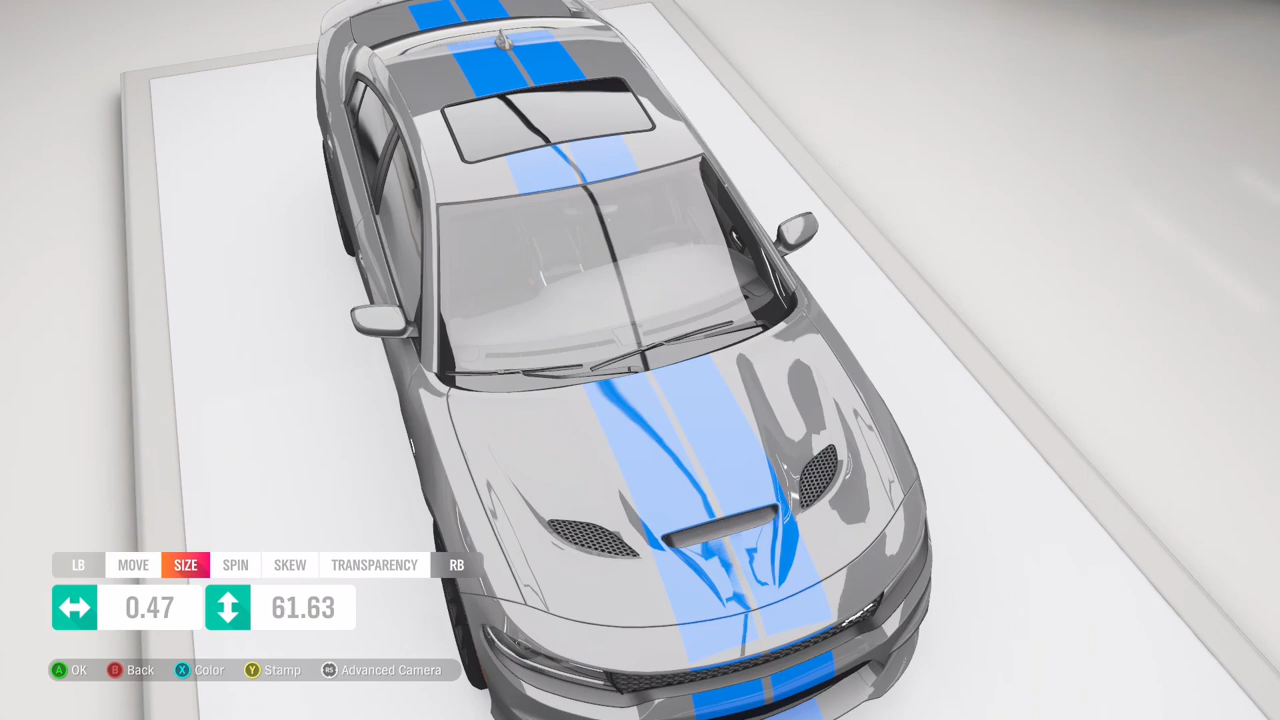 LB MOVE SIZE SPIN SKEW TRANSPARENCY RB
0.47 61.63
A OK B Back X Color Y Stamp RS Advanced Camera